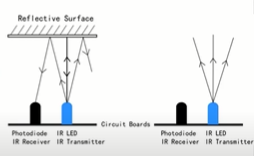 Reflective Surface
Circuit Boards
Photodiode
IR Receiver
IR LED
IR Transmitter
Photodiode
IR Receiver
IR LED
IR Transmitter